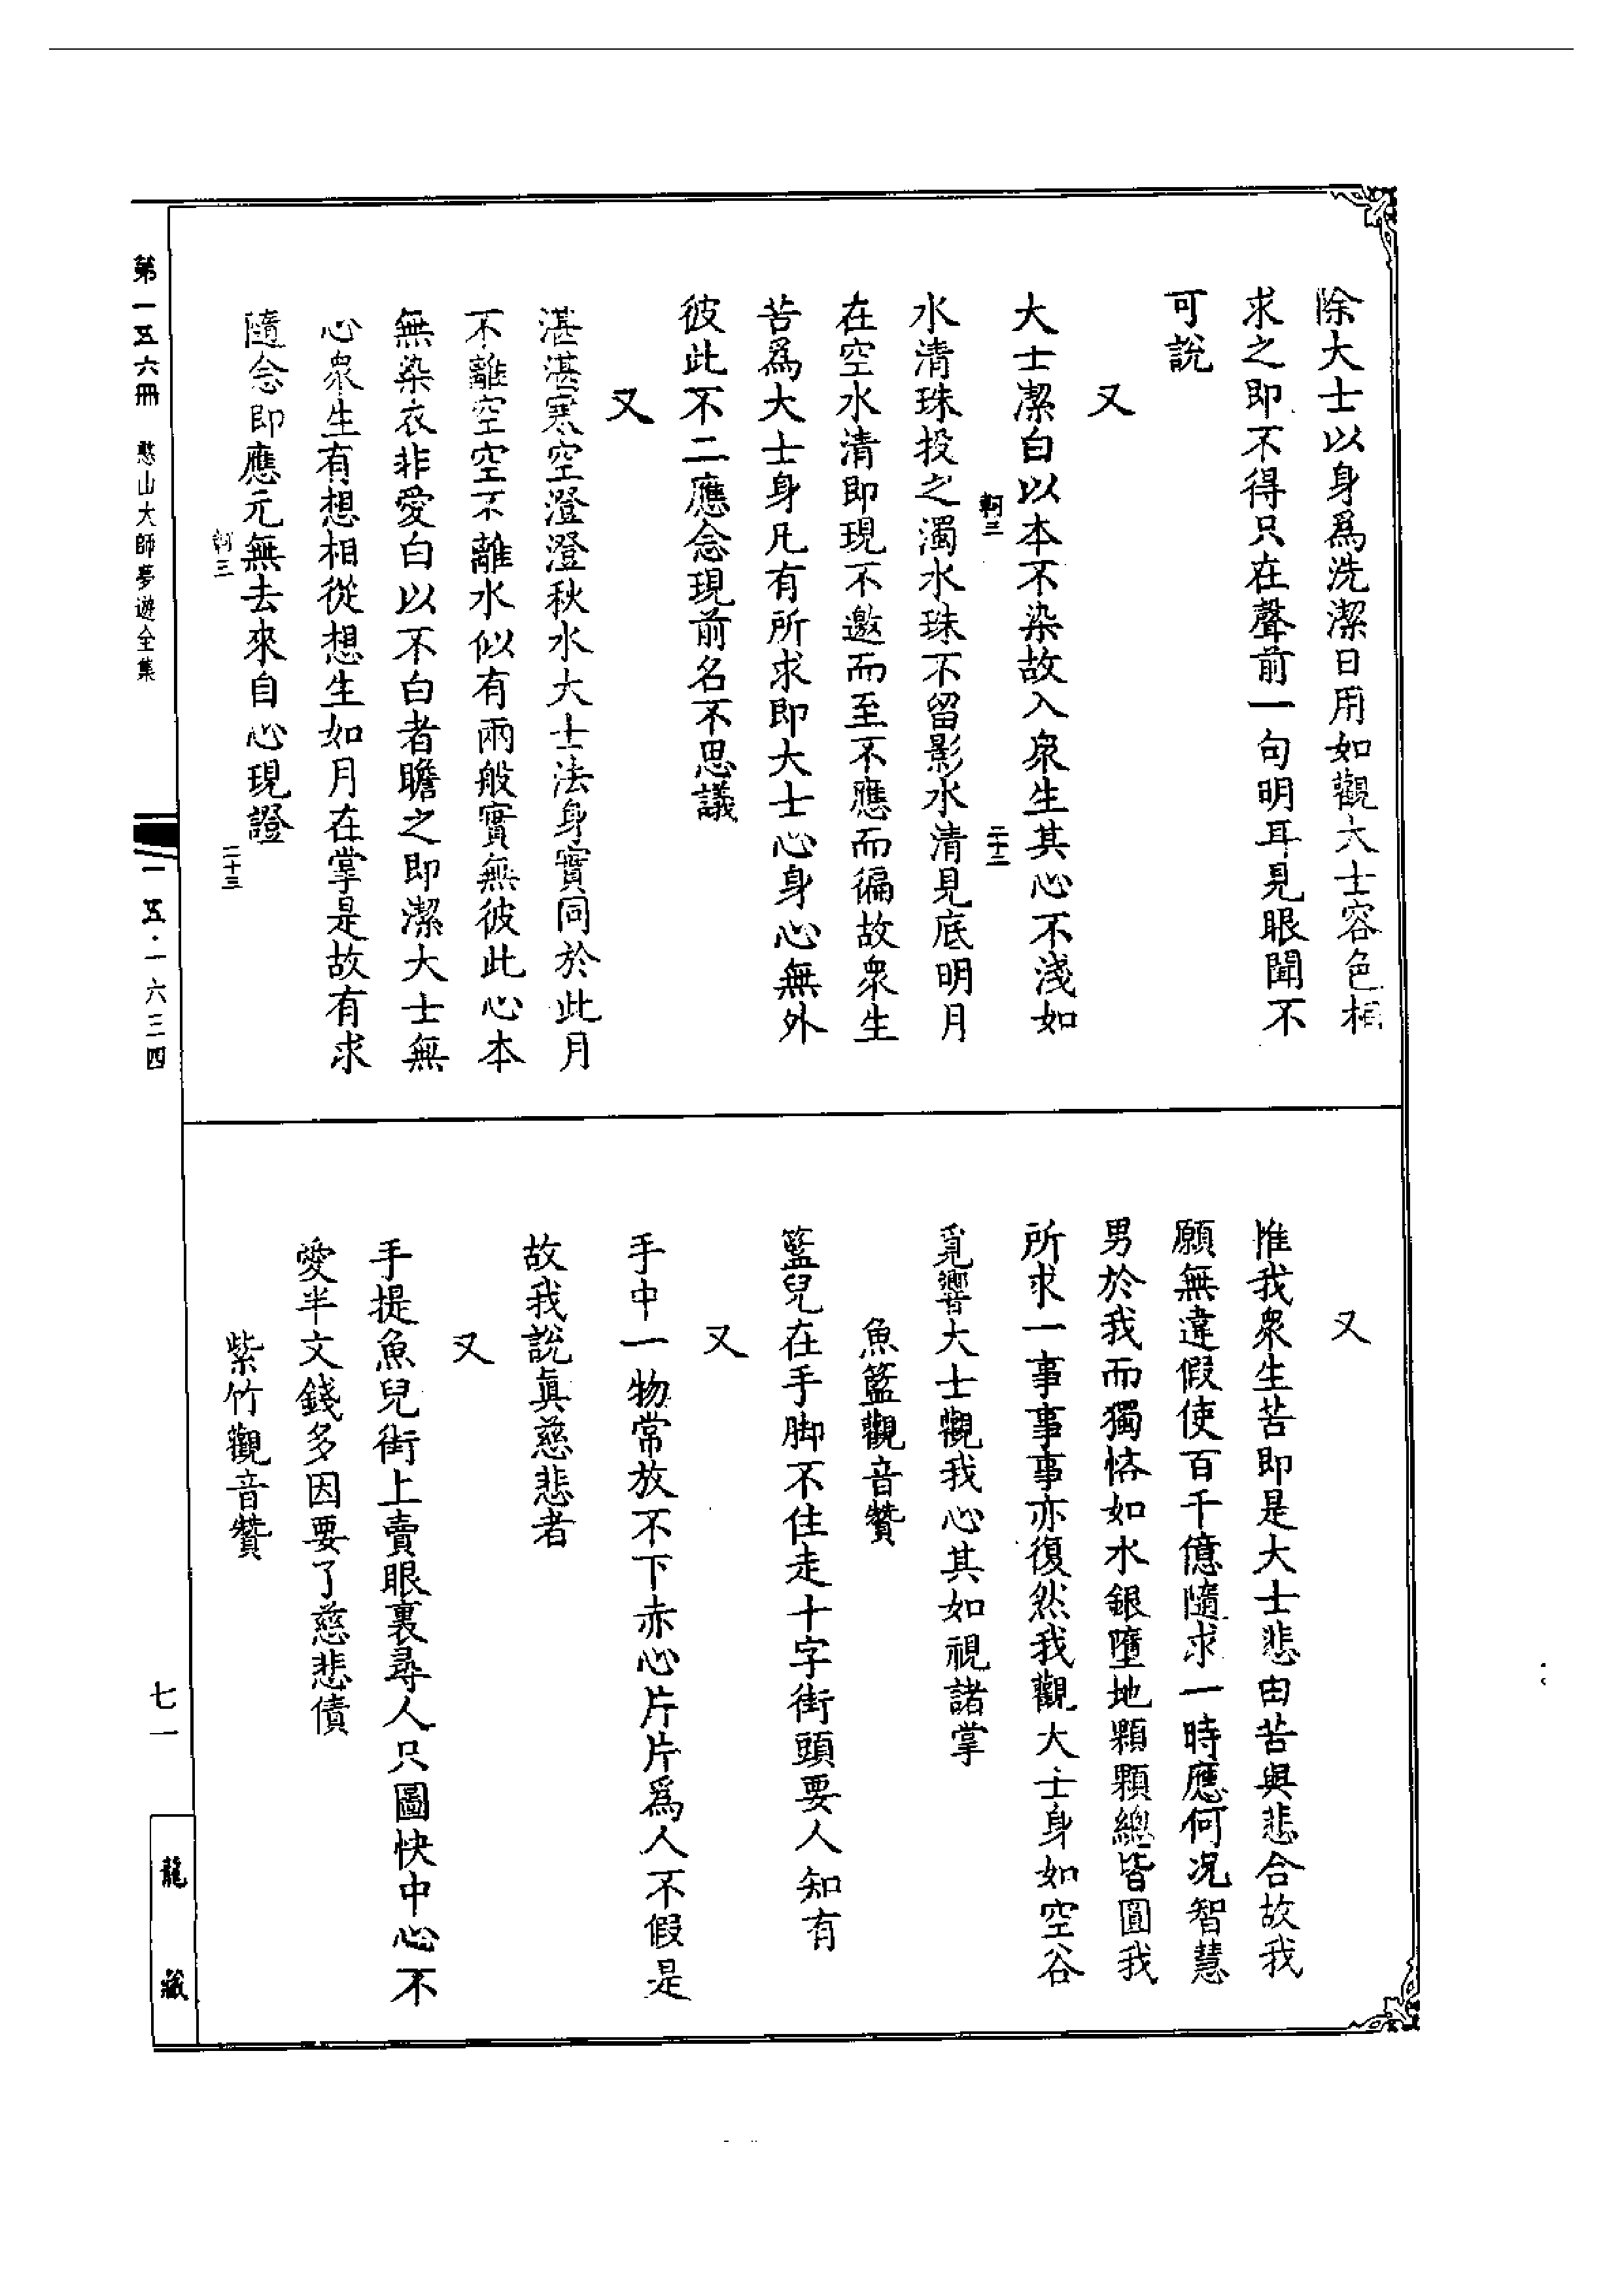 除大士以身爲洗潔日用如觀大士容色相
求之即不得只在聲前一句明耳見眼聞不
可說
又
大士潔白以本不染故入衆生其心不淺如
軻三
二十三
水清珠投之濁水珠不留影水清見底明月
在空水清即現不邀而至不應而徧故衆生
苦爲大士身凡有所求即大士心身心無外
彼此不二應念現前名不思議
又
湛湛寒空澄澄秋水大士法身實同於此月
不離空空不離水似有兩般實無彼此心本
無染衣非愛白以不白者瞻之即潔大士無
心衆生有想相從想生如月在掌是故有求
隨念即應元無去來自心現證
軻三
二十三
又
惟我衆生苦即是大士悲由苦與悲合故我
願無違假使百千億隨求一時應何况智慧
男於我而獨悋如水銀墮地顆顆總皆圓我
所求一事事事亦復然我觀大士身如空谷
覓響大士觀我心其如視諸掌
魚籃觀音贊
籃兒在手脚不住走十字街頭要人知有
又
手中一物常放不下赤心片片爲人不假是
故我說眞慈悲者
又
手提魚兒街上賣眼裏尋人只圖快中心不
愛半文錢多因要了慈悲債
紫竹觀音贊
第一五六冊 憨山大師夢遊全集
一五·一六三四
七一
龍藏